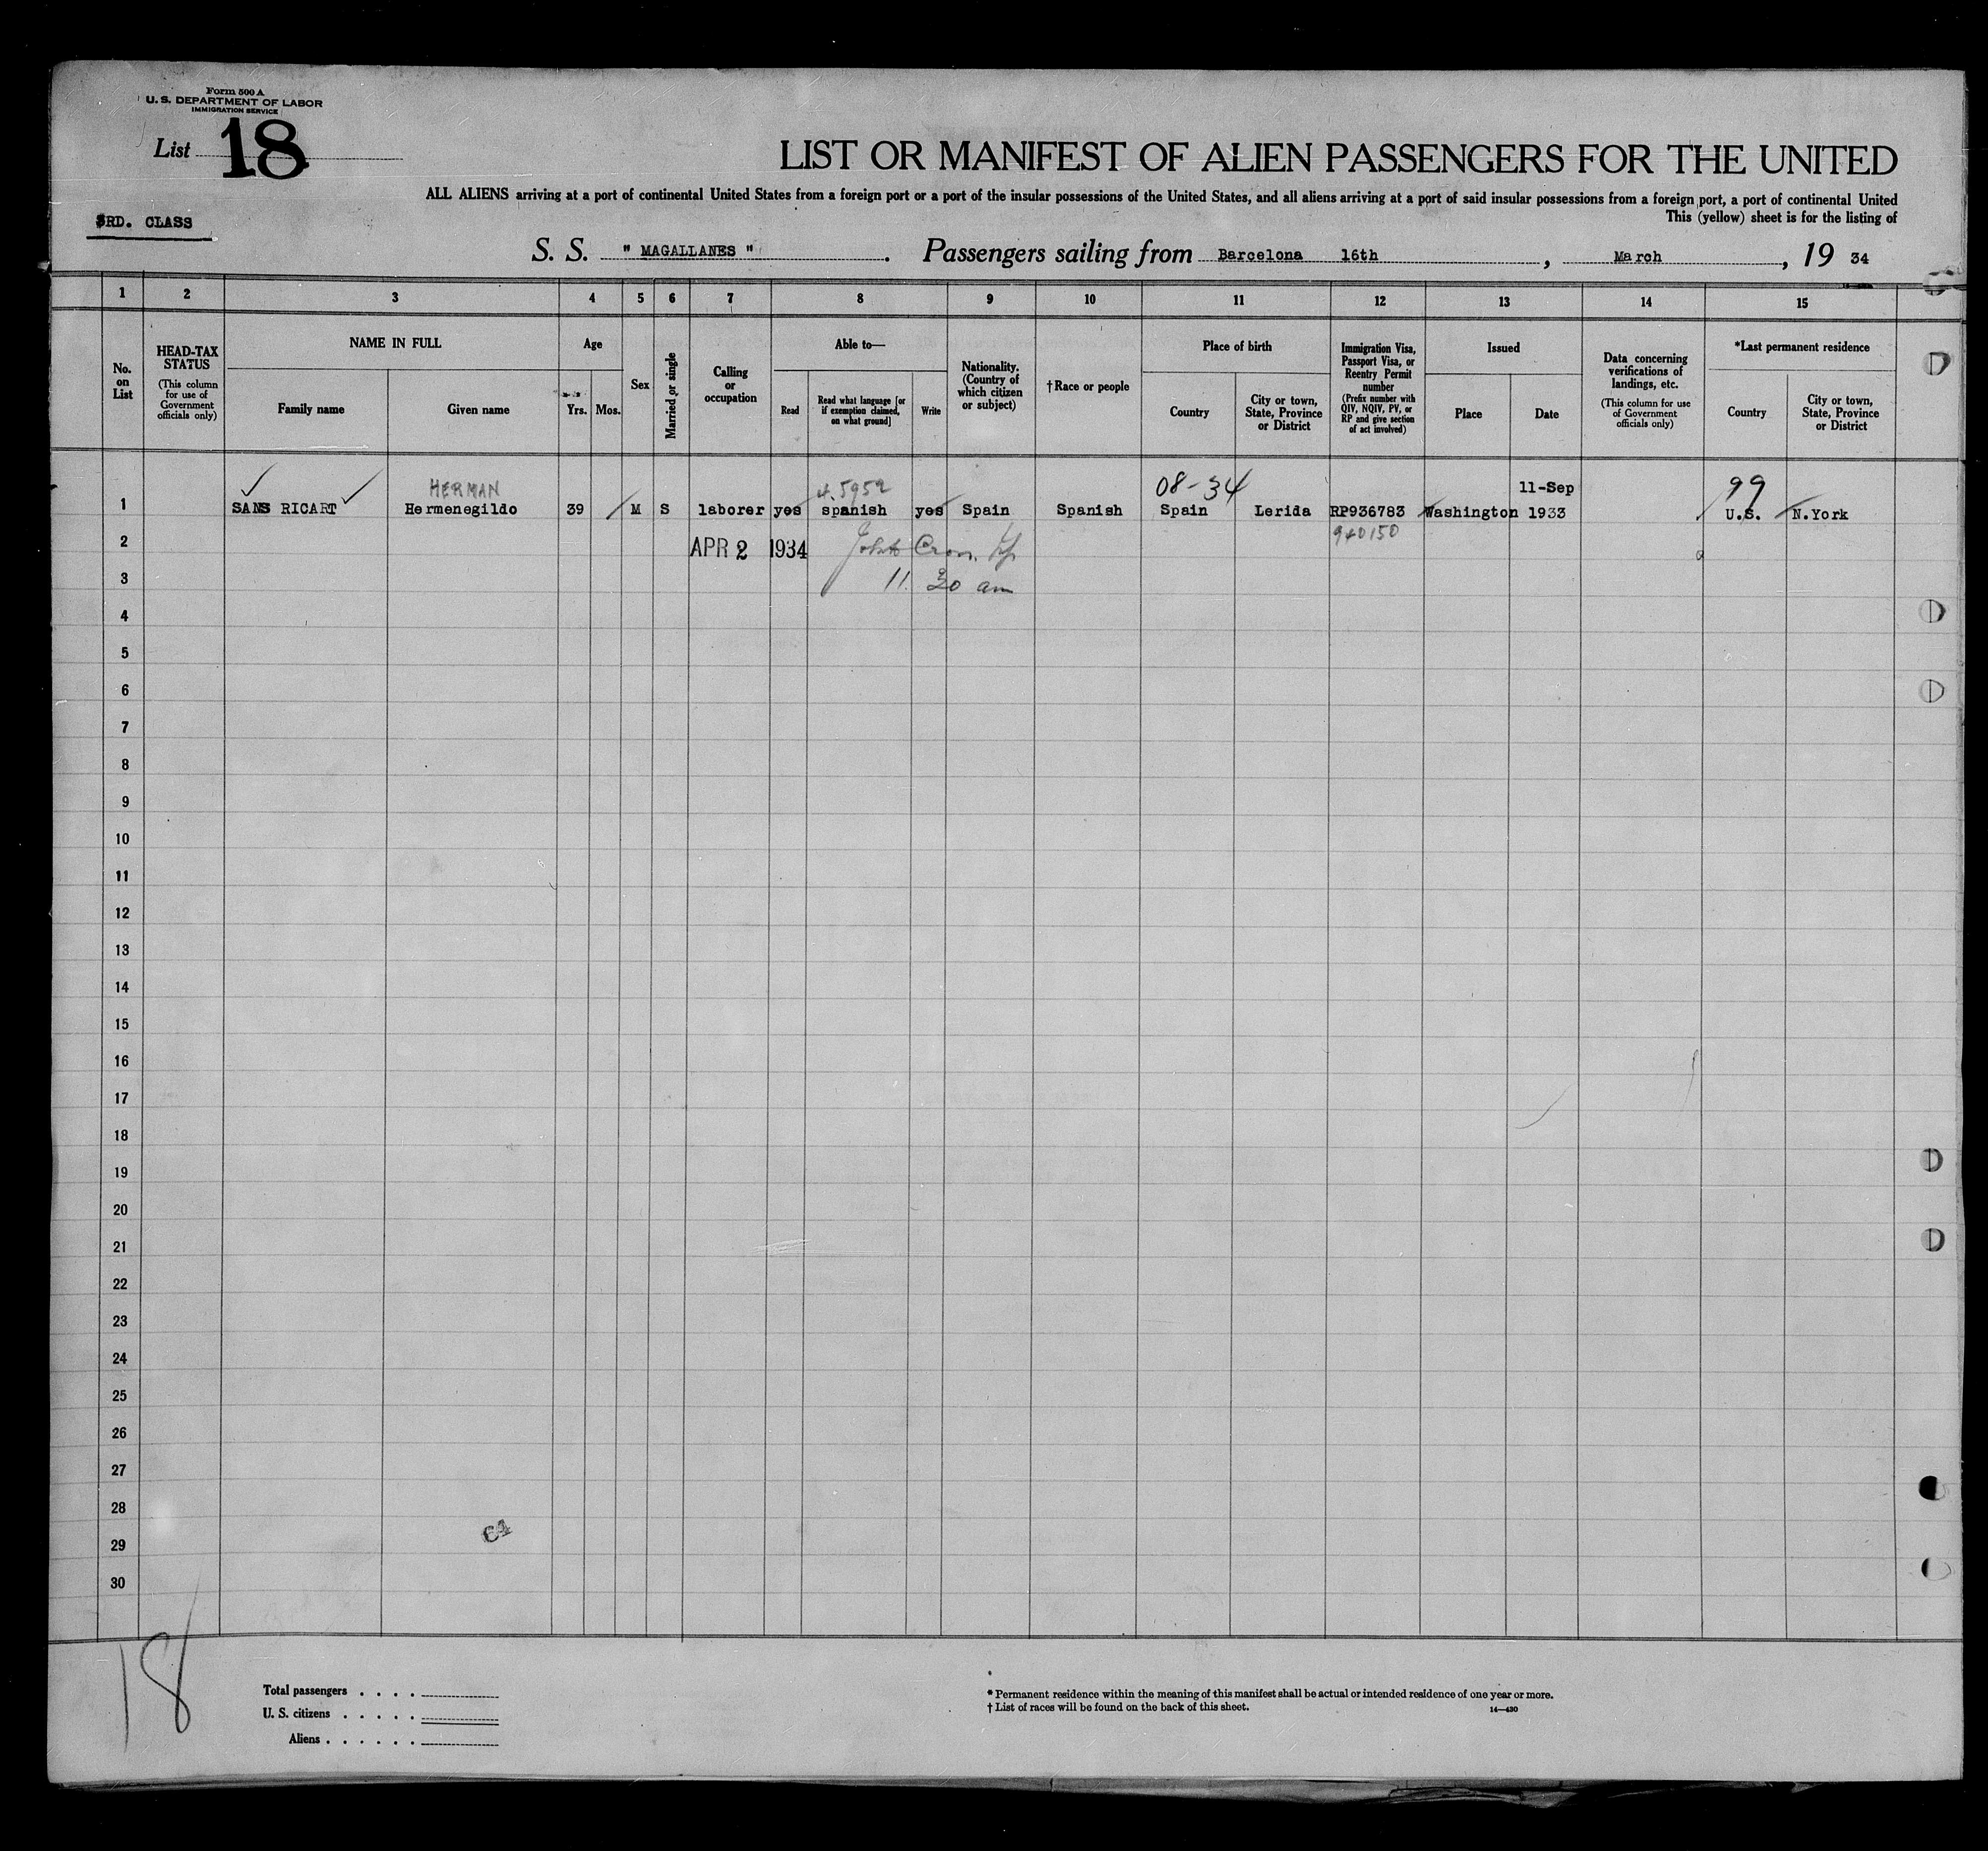 Form 500 A
U. S. DEPARTMENT OF LABOR
IMMIGRATION SERVICE
List 18
LIST OR MANIFEST OF ALIEN PASSENGERS FOR THE UNITED
ALL ALIENS arriving at a port of continental United States from a foreign port or a port of the insular possessions of the United States, and all aliens arriving at a port of said insular possessions from a foreign port, a port of continental United
This (yellow) sheet is for the listing of
3RD. CLASS
S. S. " MAGALLANES ". Passengers sailing from Barcelona 16th, March, 19 34
1 2 3 4 5 6 7 8 9 10 11 12 13 14 15
No. on List
HEAD-TAX STATUS
(This column for use of Government officials only)
NAME IN FULL
Family name
Given name
Age
Yrs. Mos.
Sex
Married or single
Calling or occupation
Able to—
Read
Read what language [or if exemption claimed, on what ground]
Write
Nationality. (Country of which citizen or subject)
†Race or people
Place of birth
Country
City or town, State, Province or District
Immigration Visa, Passport Visa, or Reentry Permit number
(Prefix number with QIV, NQIV, PV, or RP and give section of act involved)
Issued
Place
Date
Data concerning verifications of landings, etc.
(This column for use of Government officials only)
*Last permanent residence
Country
City or town, State, Province or District
HERMAN 4.5952 08-34 11-Sep 99
1 SANS RICART Hermenegildo 39 M S laborer yes spanish yes Spain Spanish Spain Lerida RP936783 Washington 1933 U.S. N.York
2 APR 2 1934 940150
3 11 30 am
4
5
6
7
8
9
10
11
12
13
14
15
16
17
18
19
20
21
22
23
24
25
26
27
28
29
30
18
Total passengers . . . .
U. S. citizens . . . . .
Aliens . . . . . .
* Permanent residence within the meaning of this manifest shall be actual or intended residence of one year or more.
† List of races will be found on the back of this sheet.
14—430